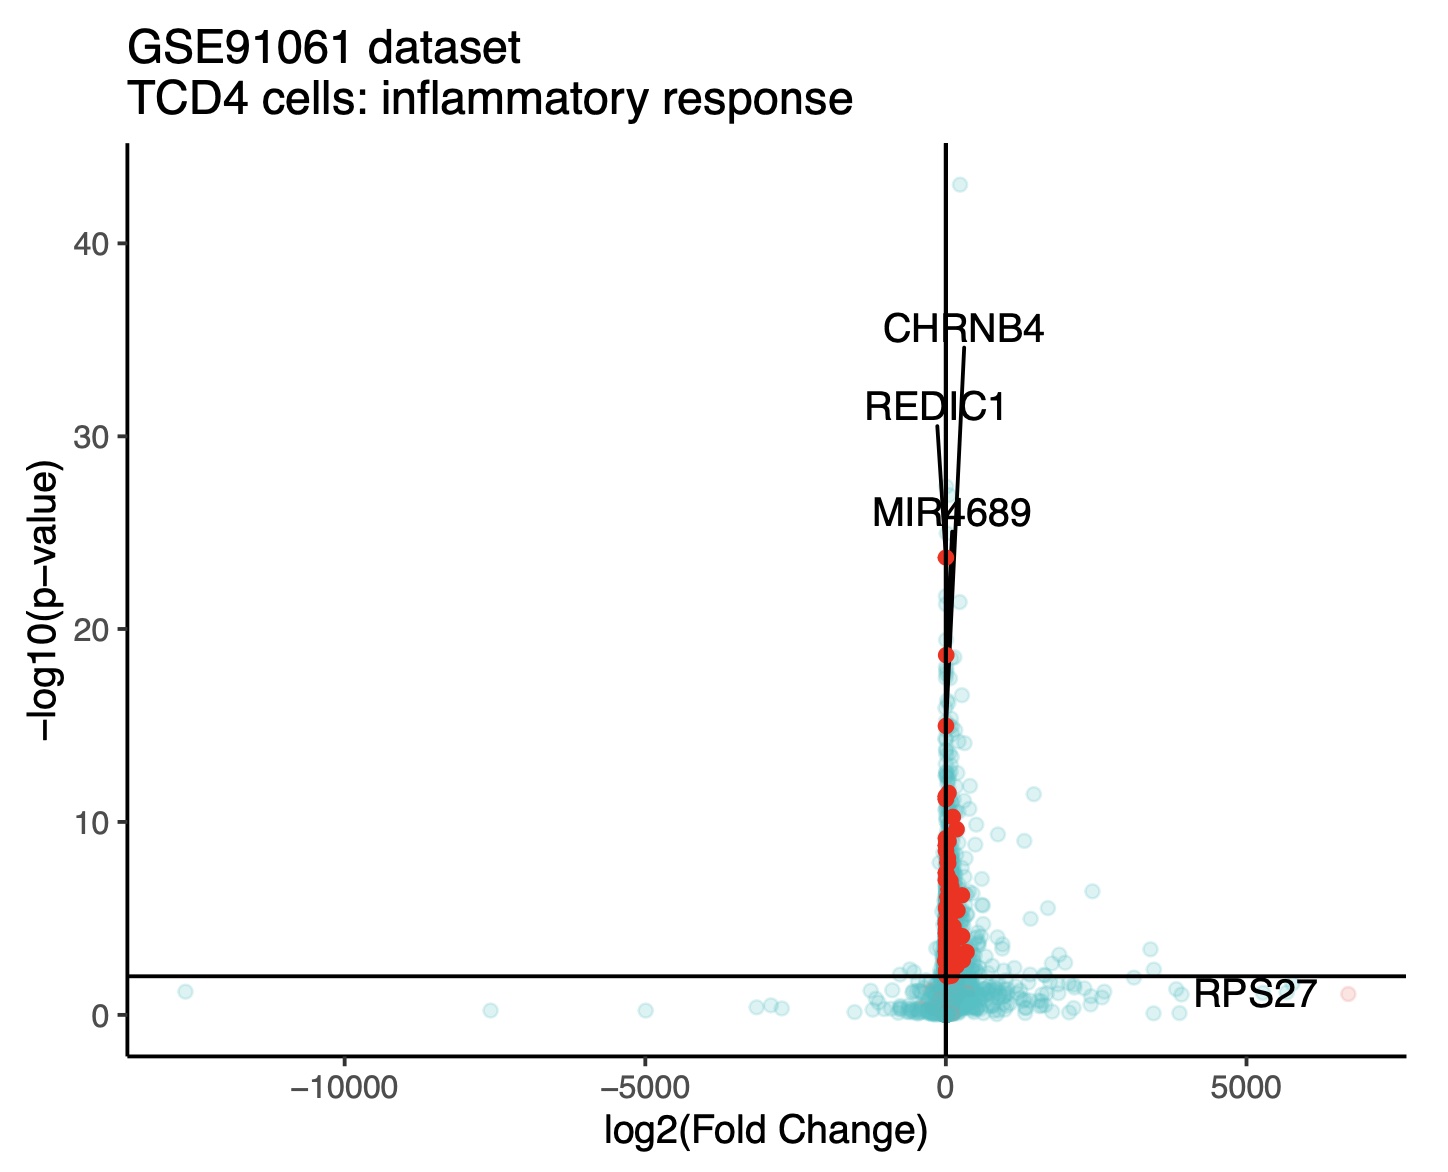 GSE91061 dataset
TCD4 cells: inflammatory response
−log10(p−value)
40
30
20
10
0
CHRNB4
REDIC1
MIR4689
RPS27
−10000
−5000
0
5000
log2(Fold Change)